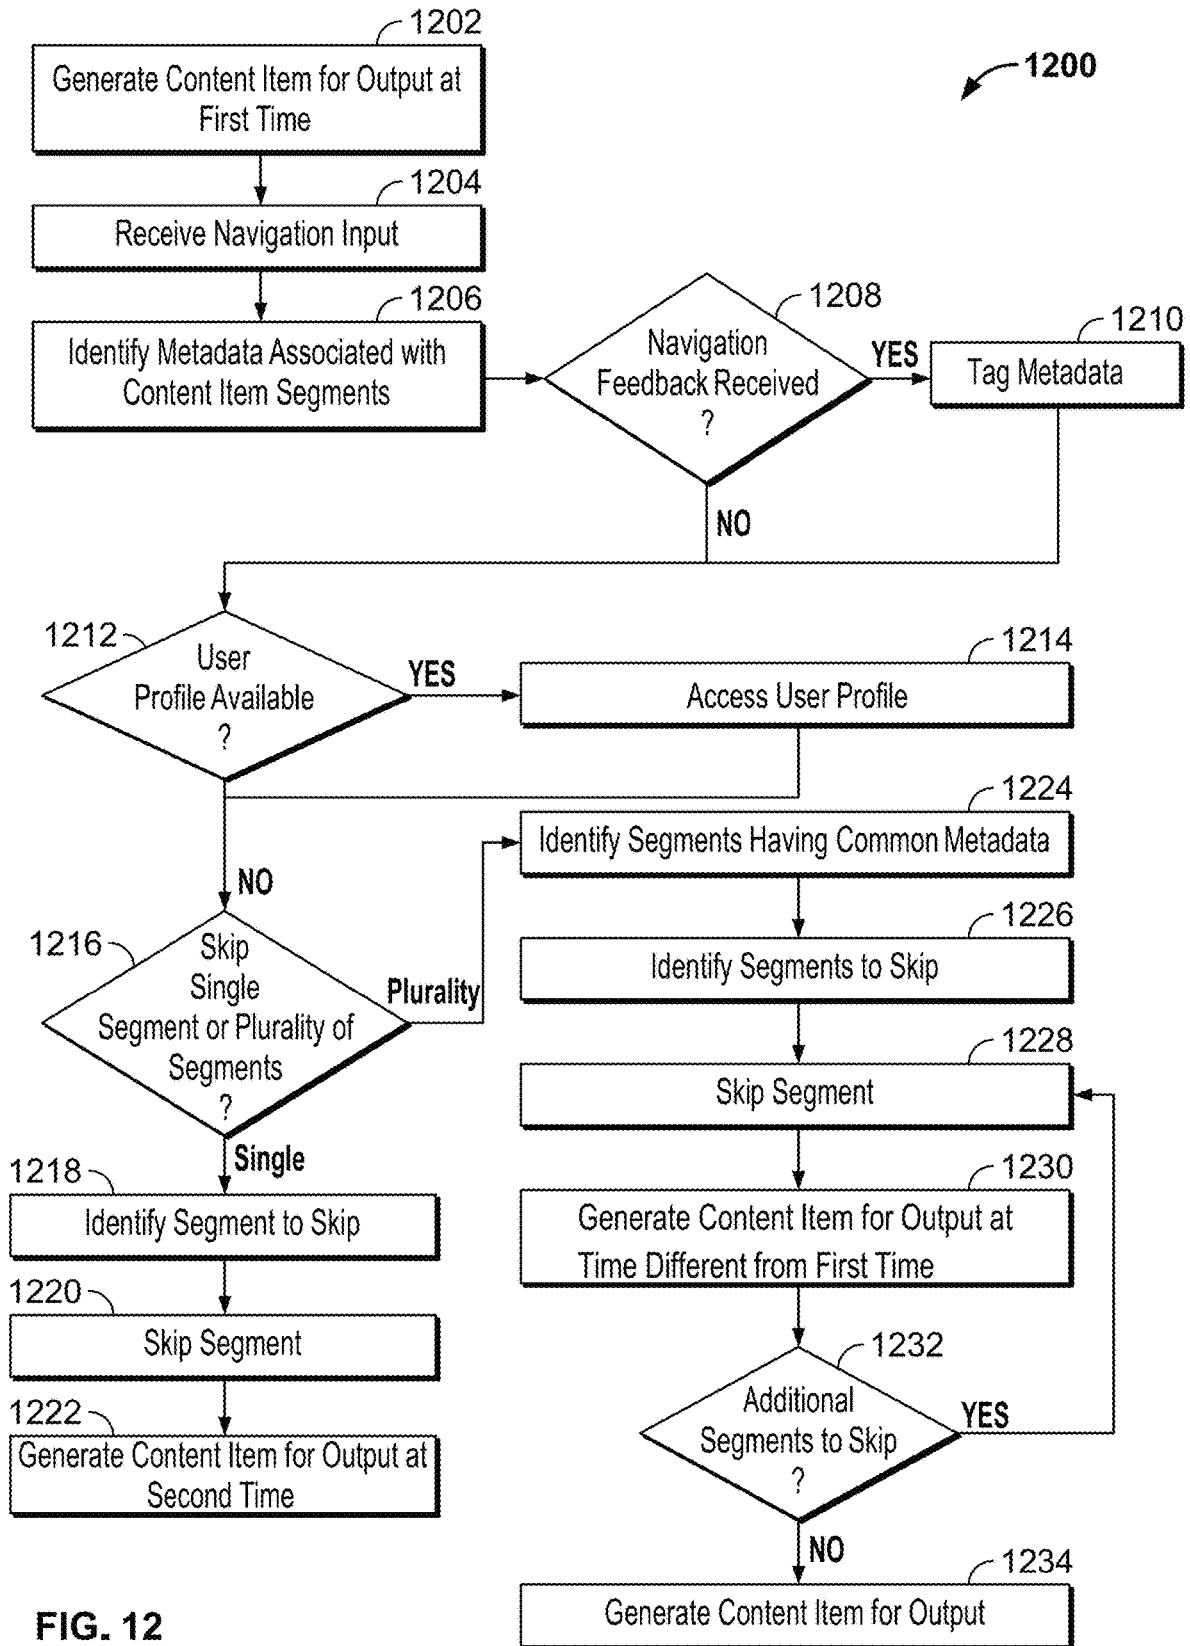 1202
Generate Content Item for Output at
First Time
1200
1204
Receive Navigation Input
1206
Identify Metadata Associated with
Content Item Segments
1208
Navigation
Feedback Received
?
YES
1210
Tag Metadata
NO
1212
User
Profile Available
?
YES
1214
Access User Profile
NO
1216
Skip
Single
Segment or Plurality of
Segments
?
Plurality
Single
1218
Identify Segment to Skip
1220
Skip Segment
1222
Generate Content Item for Output at
Second Time
1224
Identify Segments Having Common Metadata
1226
Identify Segments to Skip
1228
Skip Segment
1230
Generate Content Item for Output at
Time Different from First Time
1232
Additional
Segments to Skip
?
YES
NO
1234
Generate Content Item for Output
FIG. 12